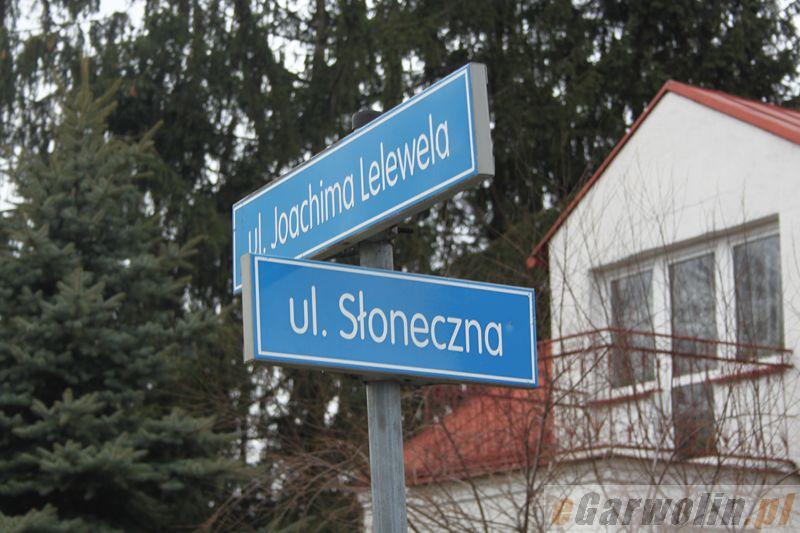 ul. Joachima Lelewela
ul. Słoneczna
eGarwolin.pl